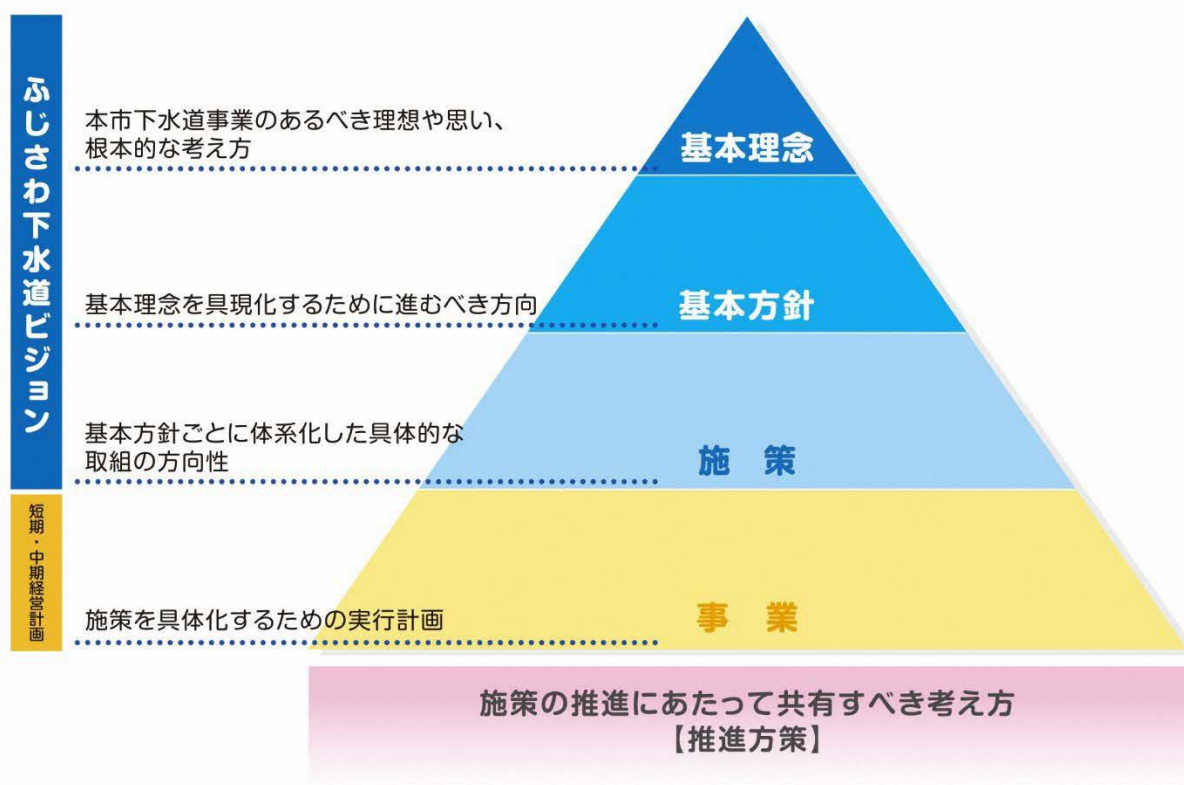 ふじさわ下水道ビジョン
本市下水道事業のあるべき理想や思い、
根本的な考え方
基本理念
基本理念を具現化するために進むべき方向
基本方針
基本方針ごとに体系化した具体的な
取組の方向性
施　策
短期・中期経営計画
施策を具体化するための実行計画
事　業
施策の推進にあたって共有すべき考え方
【推進方策】